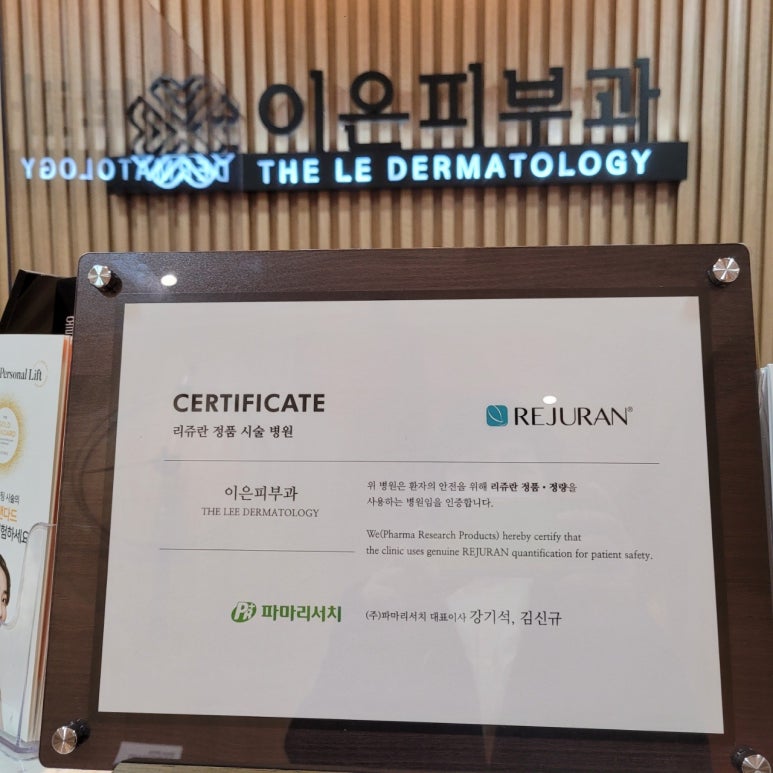 이은피부과
THE LE DERMATOLOGY
Personal Lift
CERTIFICATE
리쥬란 정품 시술 병원
REJURAN®
이은피부과
THE LEE DERMATOLOGY
위 병원은 환자의 안전을 위해 리쥬란 정품 • 정량을
사용하는 병원임을 인증합니다.
We(Pharma Research Products) hereby certify that
the clinic uses genuine REJURAN quantification for patient safety.
파마리서치
(주)파마리서치 대표이사 강기석, 김신규